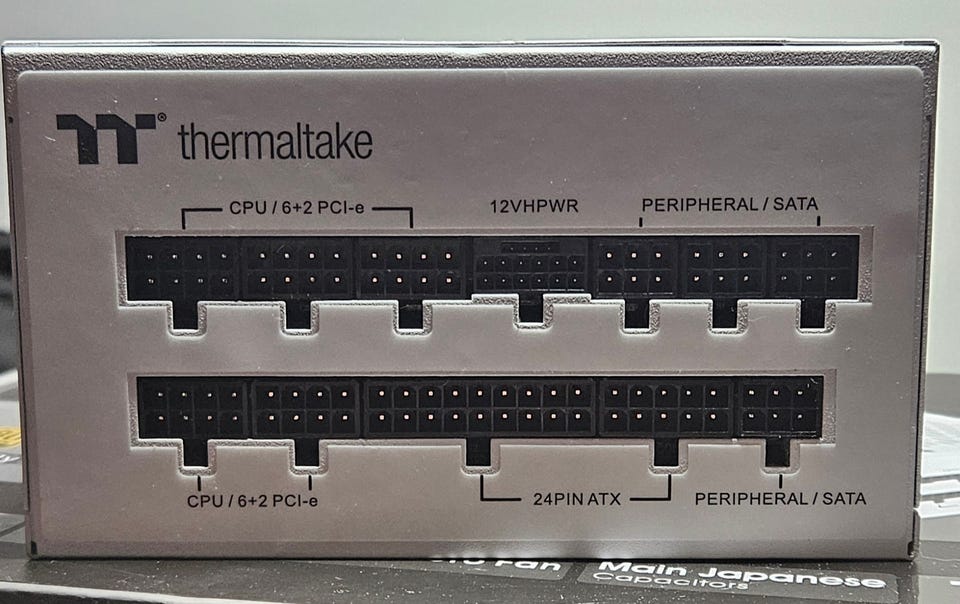 thermaltake
CPU / 6+2 PCI-e
12VHPWR
PERIPHERAL / SATA
CPU / 6+2 PCI-e
24PIN ATX
PERIPHERAL / SATA
Fan
Main Japanese
Capacitors